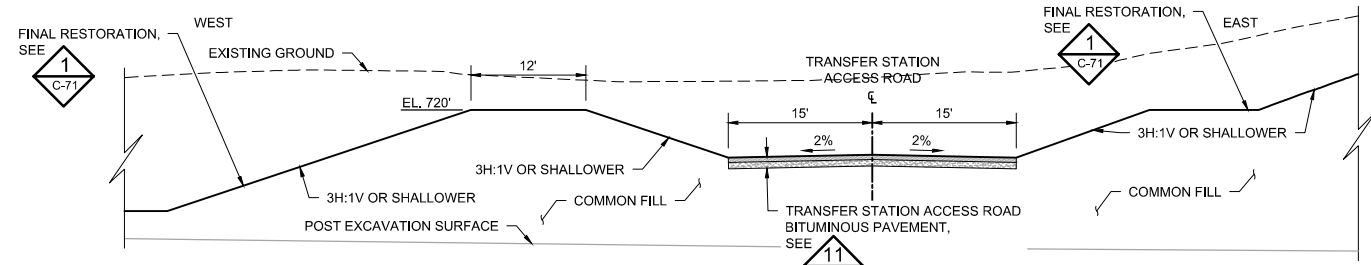 WEST
FINAL RESTORATION,
SEE
1
C-71
EXISTING GROUND
12'
EL. 720'
3H:1V OR SHALLOWER
POST EXCAVATION SURFACE
3H:1V OR SHALLOWER
COMMON FILL
TRANSFER STATION
ACCESS ROAD
℄
15'
15'
2%
2%
TRANSFER STATION ACCESS ROAD
BITUMINOUS PAVEMENT,
SEE
11
FINAL RESTORATION,
SEE
1
C-71
EAST
3H:1V OR SHALLOWER
COMMON FILL